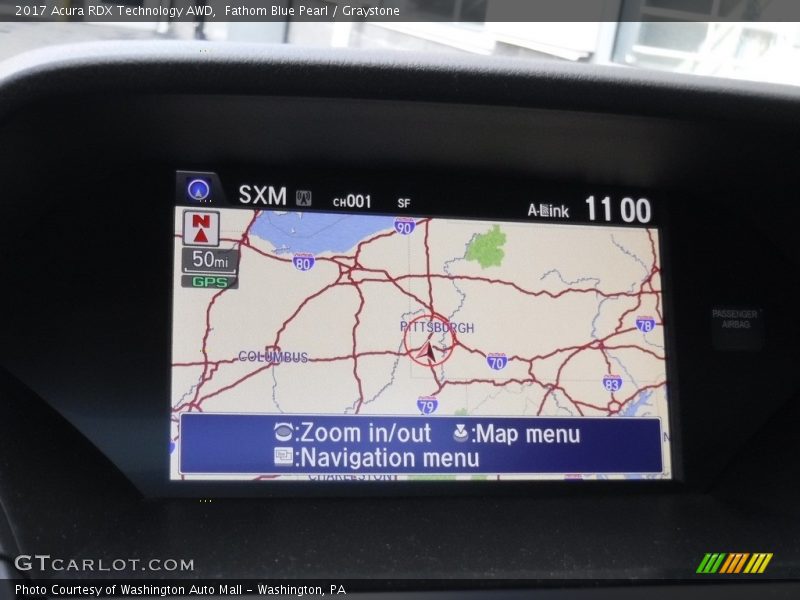 2017 Acura RDX Technology AWD,  Fathom Blue Pearl / Graystone
SXM CH001 SF A-Link 11 00
N
50mi
GPS
90
80
PITTSBURGH
78
COLUMBUS
70
83
79
:Zoom in/out :Map menu
:Navigation menu
CHARLESTON
PASSENGER
AIRBAG
GTCARLOT.COM
Photo Courtesy of Washington Auto Mall - Washington, PA